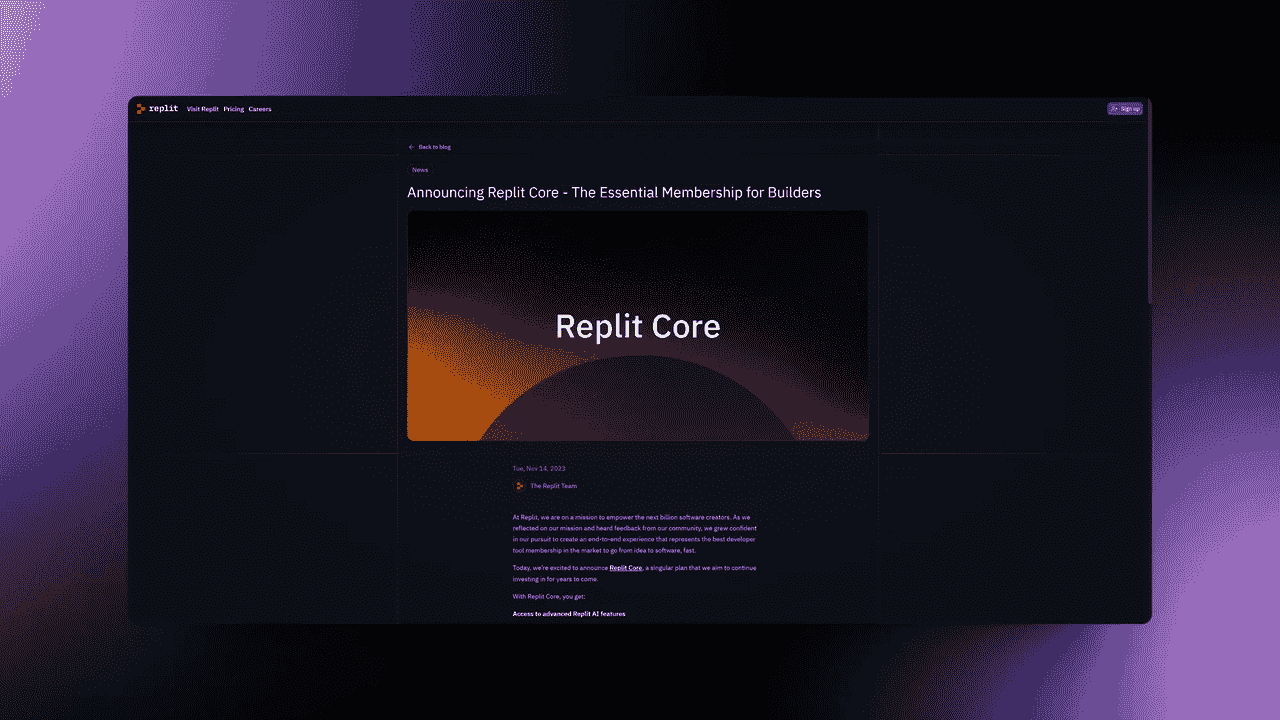 replit Visit Replit Pricing Careers Sign up
Back to blog
News
Announcing Replit Core - The Essential Membership for Builders
Replit Core
Tue, Nov 14, 2023
The Replit Team
At Replit, we are on a mission to empower the next billion software creators. As we
reflected on our mission and heard feedback from our community, we grew confident
in our pursuit to create an end-to-end experience that represents the best developer
tool membership in the market to go from idea to software, fast.
Today, we're excited to announce Replit Core, a singular plan that we aim to continue
investing in for years to come.
With Replit Core, you get:
Access to advanced Replit AI features